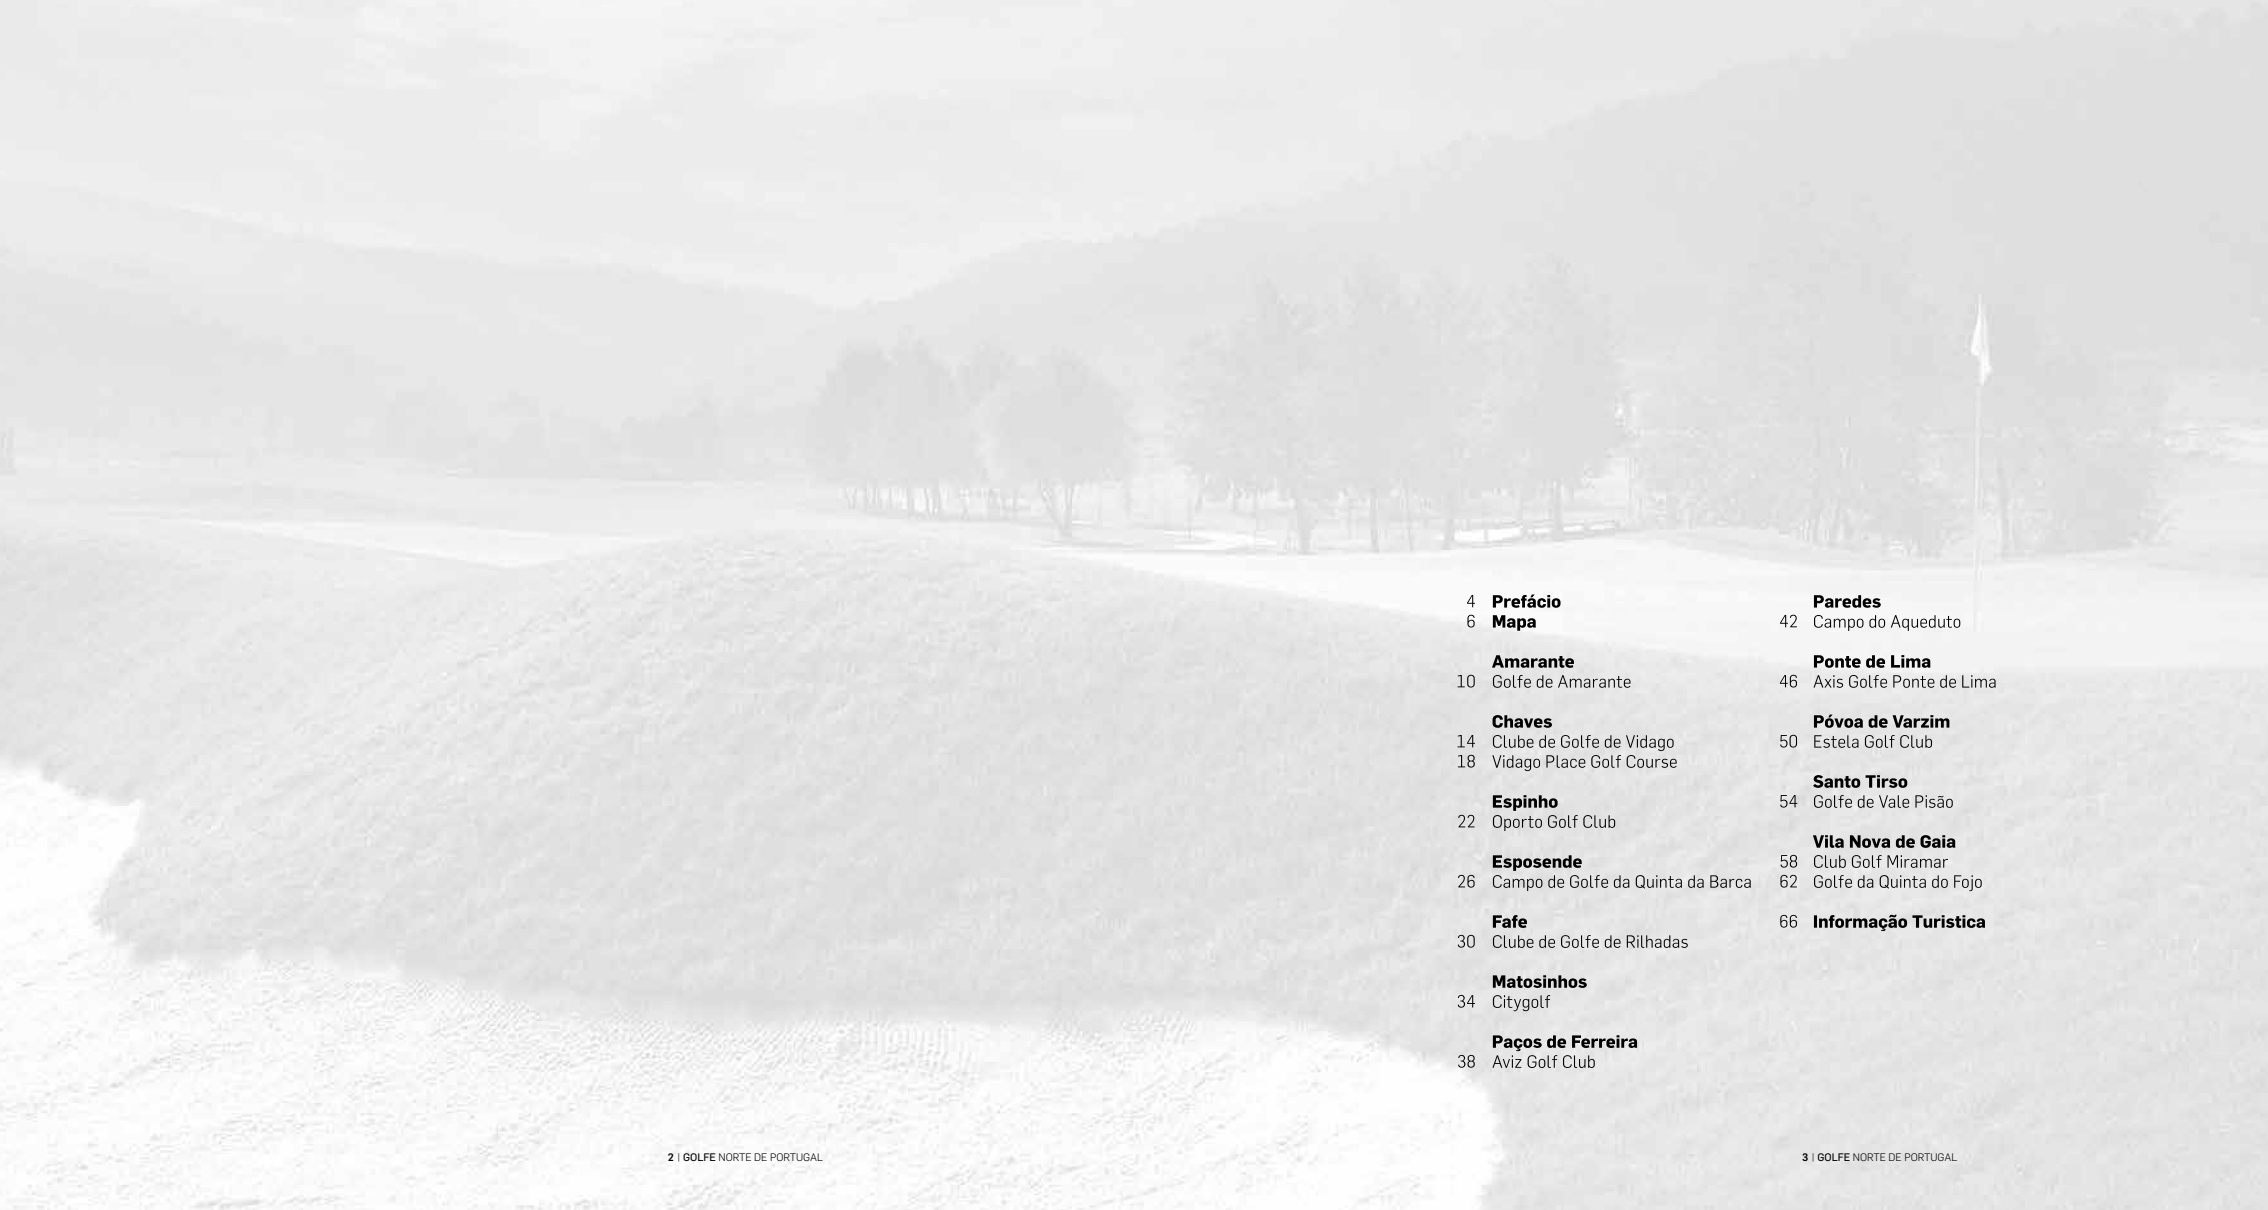 4 Prefácio
6 Mapa
Amarante
10 Golfe de Amarante
Chaves
14 Clube de Golfe de Vidago
18 Vidago Place Golf Course
Espinho
22 Oporto Golf Club
Esposende
26 Campo de Golfe da Quinta da Barca
Fafe
30 Clube de Golfe de Rilhadas
Matosinhos
34 Citygolf
Paços de Ferreira
38 Aviz Golf Club
Paredes
42 Campo do Aqueduto
Ponte de Lima
46 Axis Golfe Ponte de Lima
Póvoa de Varzim
50 Estela Golf Club
Santo Tirso
54 Golfe de Vale Pisão
Vila Nova de Gaia
58 Club Golf Miramar
62 Golfe da Quinta do Fojo
66 Informação Turistica
2 | GOLFE NORTE DE PORTUGAL
3 | GOLFE NORTE DE PORTUGAL